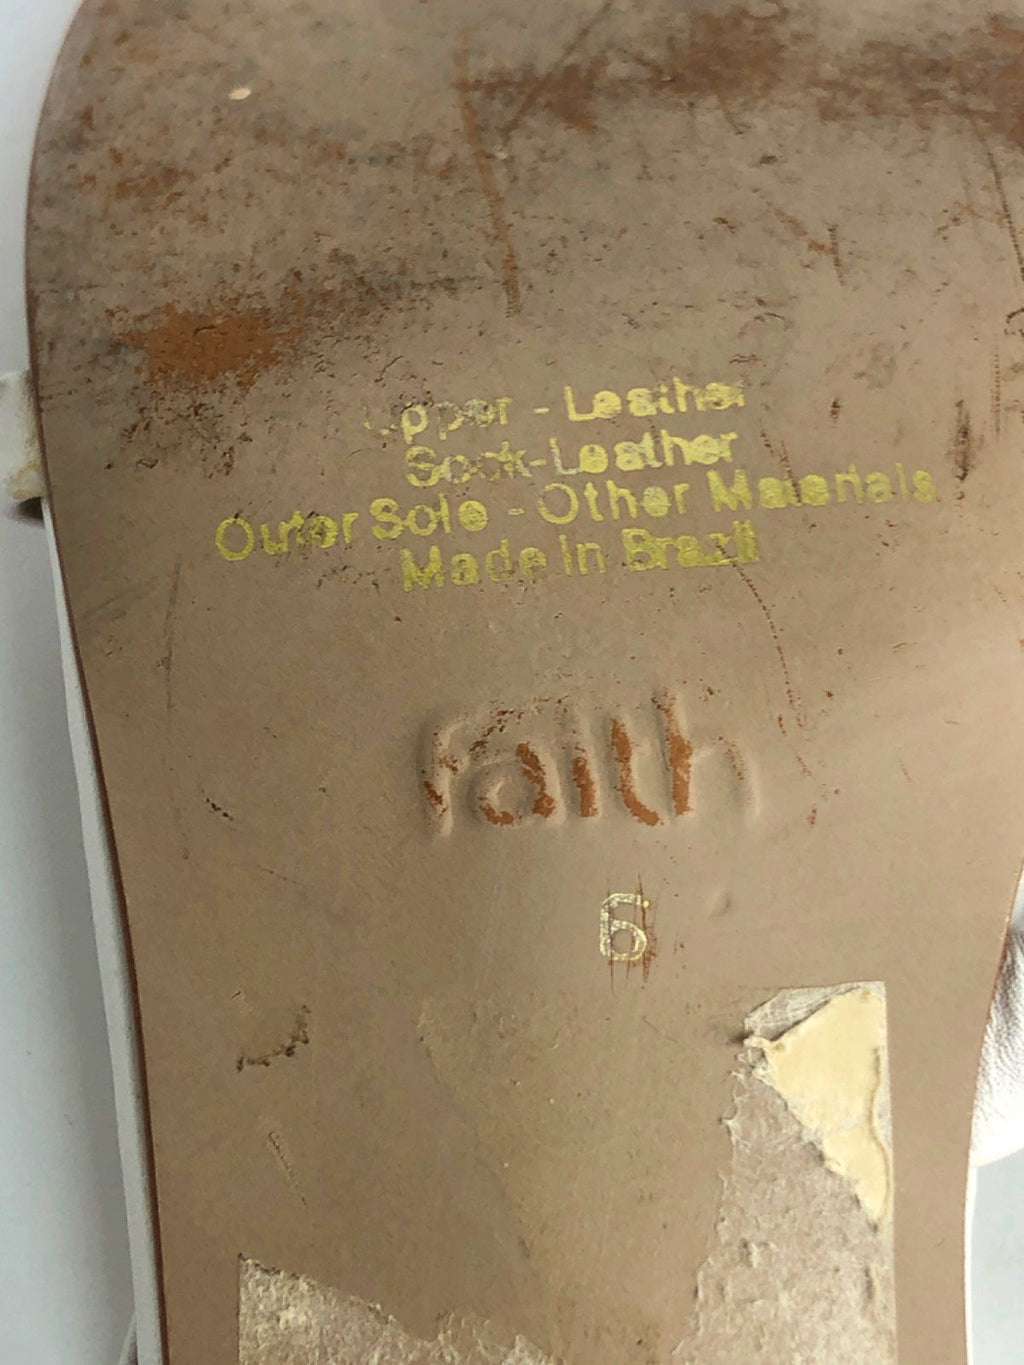 Upper - Leather
Sock-Leather
Outer Sole - Other Materials
Made In Brazil
faith
6